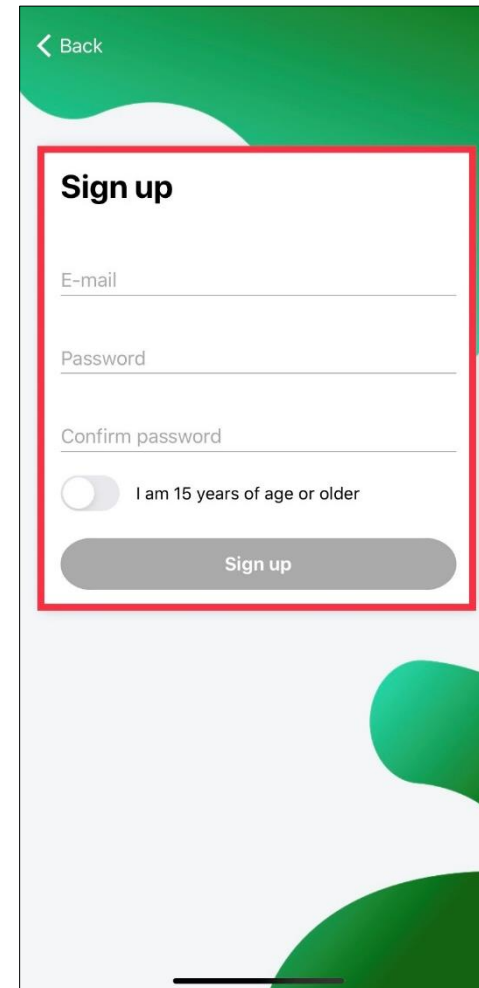 Back
Sign up
E-mail
Password
Confirm password
I am 15 years of age or older
Sign up